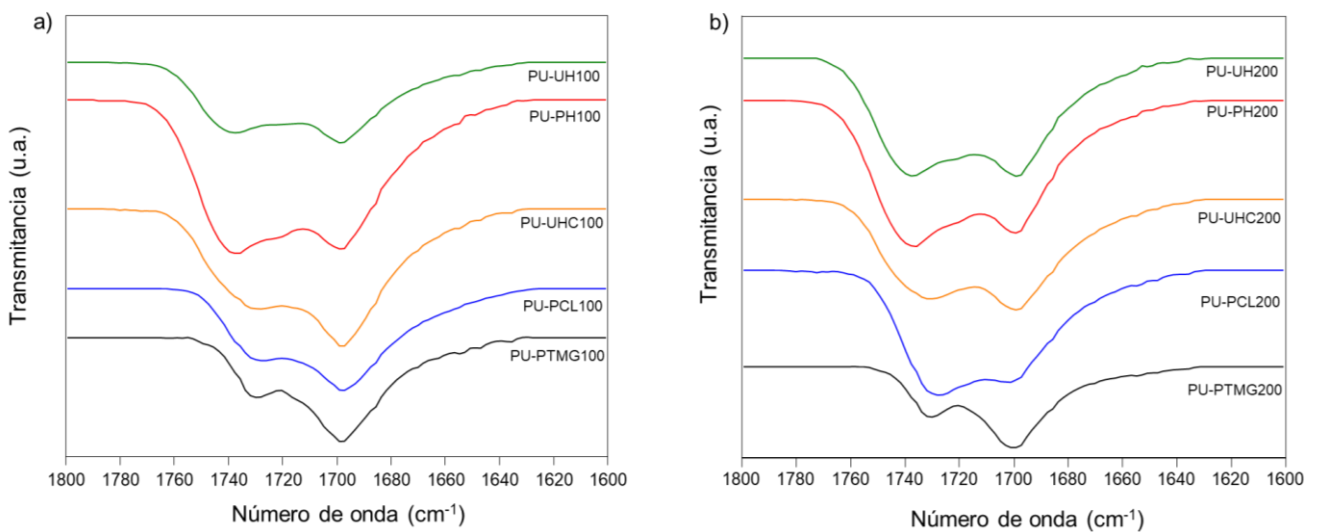 a)
Transmitancia (u.a.)
PU-UH100
PU-PH100
PU-UHC100
PU-PCL100
PU-PTMG100
1800 1780 1760 1740 1720 1700 1680 1660 1640 1620 1600
Número de onda (cm⁻¹)
b)
Transmitancia (u.a.)
PU-UH200
PU-PH200
PU-UHC200
PU-PCL200
PU-PTMG200
1800 1780 1760 1740 1720 1700 1680 1660 1640 1620 1600
Número de onda (cm⁻¹)